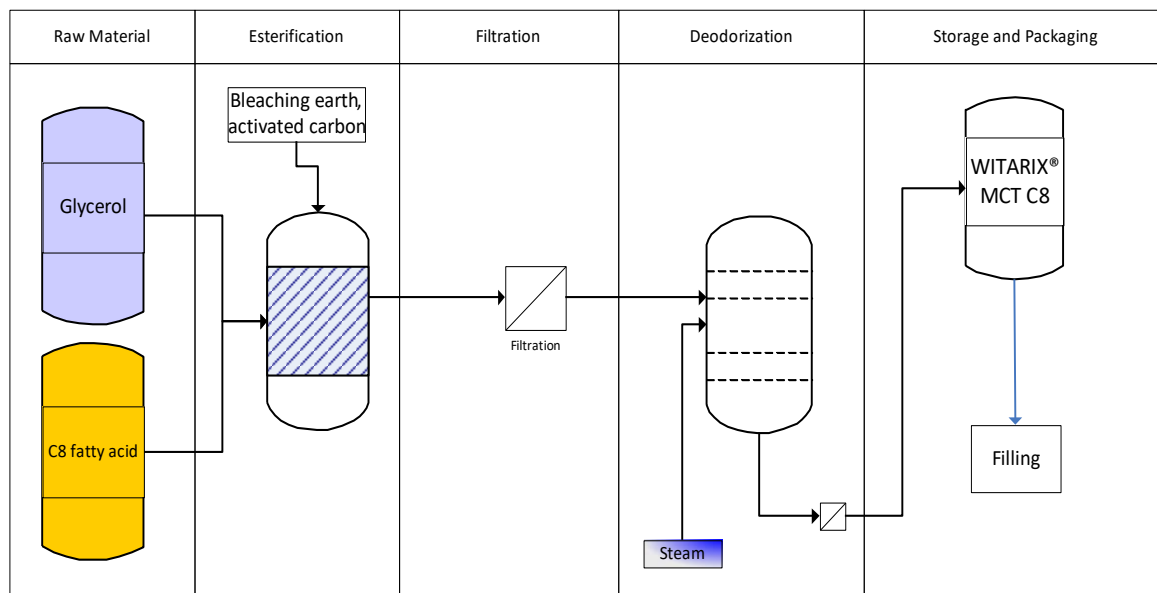 Raw Material
Esterification
Filtration
Deodorization
Storage and Packaging
Bleaching earth,
activated carbon
Glycerol
WITARIX®
MCT C8
Filtration
C8 fatty acid
Filling
Steam